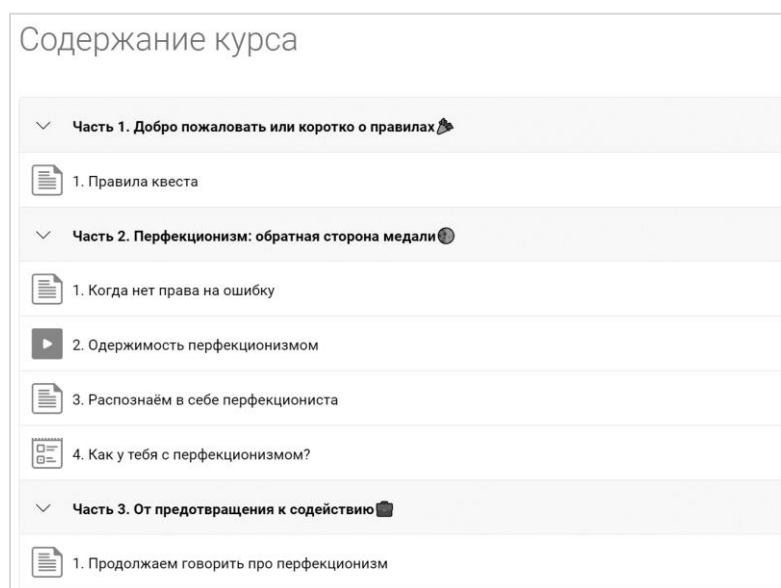 Содержание курса
Часть 1. Добро пожаловать или коротко о правилах🎉
1. Правила квеста
Часть 2. Перфекционизм: обратная сторона медали
1. Когда нет права на ошибку
2. Одержимость перфекционизмом
3. Распознаём в себе перфекциониста
4. Как у тебя с перфекционизмом?
Часть 3. От предотвращения к содействию💼
1. Продолжаем говорить про перфекционизм